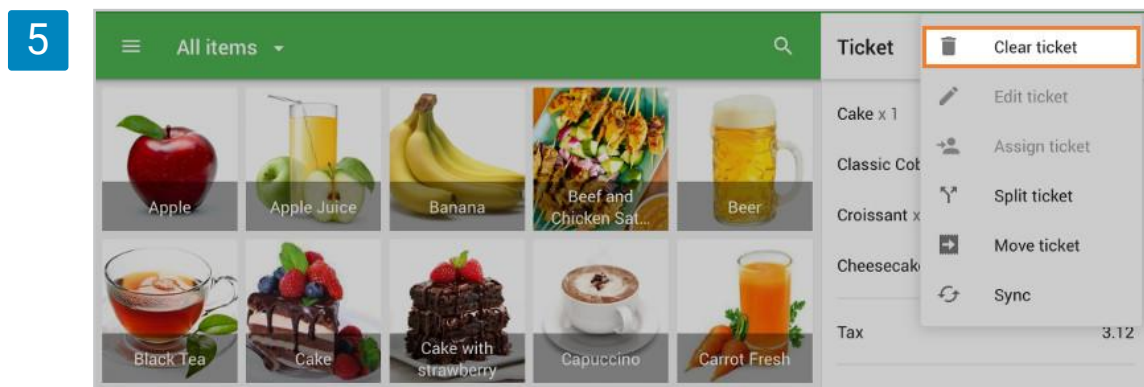 5
All items
Ticket
Clear ticket
Edit ticket
Assign ticket
Split ticket
Move ticket
Sync
Cake x 1
Classic Cob
Croissant x
Cheesecak
Tax 3.12
Apple
Apple Juice
Banana
Beef and
Chicken Sat...
Beer
Black Tea
Cake
Cake with
strawberry
Capuccino
Carrot Fresh